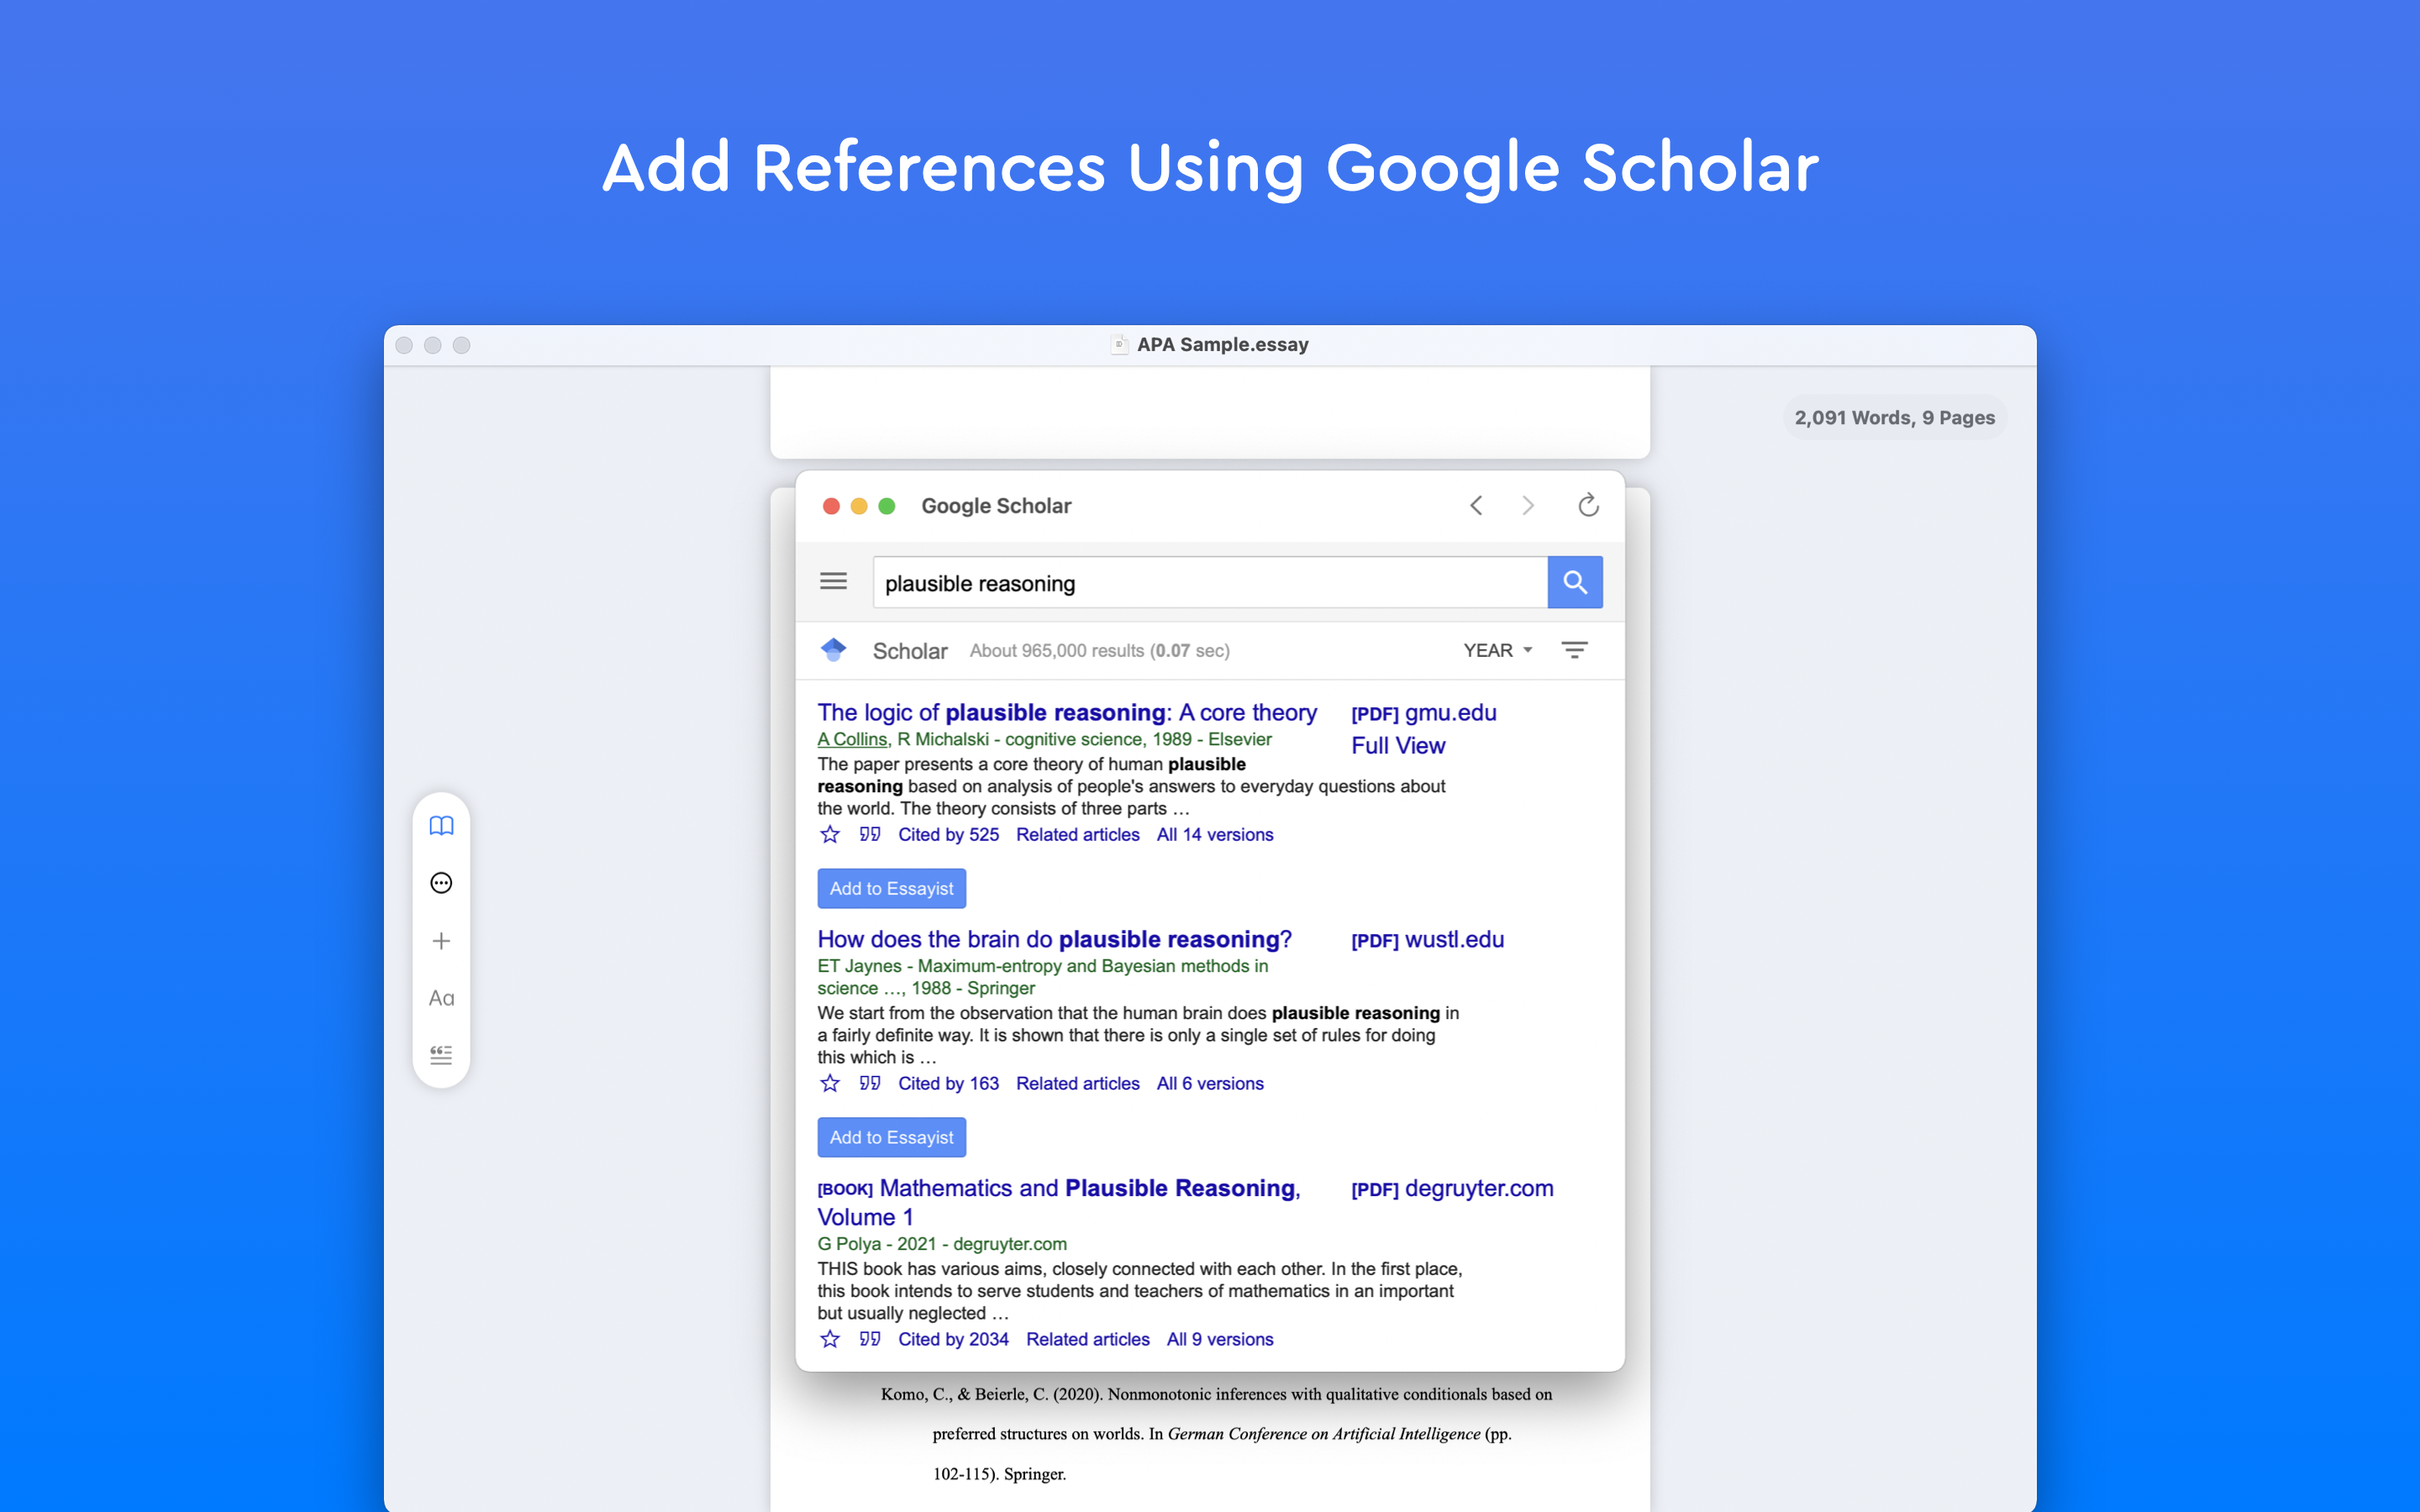 Add References Using Google Scholar
APA Sample.essay
2,091 Words, 9 Pages
Google Scholar
plausible reasoning
Scholar About 965,000 results (0.07 sec) YEAR
The logic of plausible reasoning: A core theory [PDF] gmu.edu
A Collins, R Michalski - cognitive science, 1989 - Elsevier Full View
The paper presents a core theory of human plausible
reasoning based on analysis of people's answers to everyday questions about
the world. The theory consists of three parts …
Cited by 525 Related articles All 14 versions
Add to Essayist
How does the brain do plausible reasoning? [PDF] wustl.edu
ET Jaynes - Maximum-entropy and Bayesian methods in
science …, 1988 - Springer
We start from the observation that the human brain does plausible reasoning in
a fairly definite way. It is shown that there is only a single set of rules for doing
this which is …
Cited by 163 Related articles All 6 versions
Add to Essayist
[BOOK] Mathematics and Plausible Reasoning, [PDF] degruyter.com
Volume 1
G Polya - 2021 - degruyter.com
THIS book has various aims, closely connected with each other. In the first place,
this book intends to serve students and teachers of mathematics in an important
but usually neglected …
Cited by 2034 Related articles All 9 versions
Aa
Komo, C., & Beierle, C. (2020). Nonmonotonic inferences with qualitative conditionals based on
preferred structures on worlds. In German Conference on Artificial Intelligence (pp.
102-115). Springer.